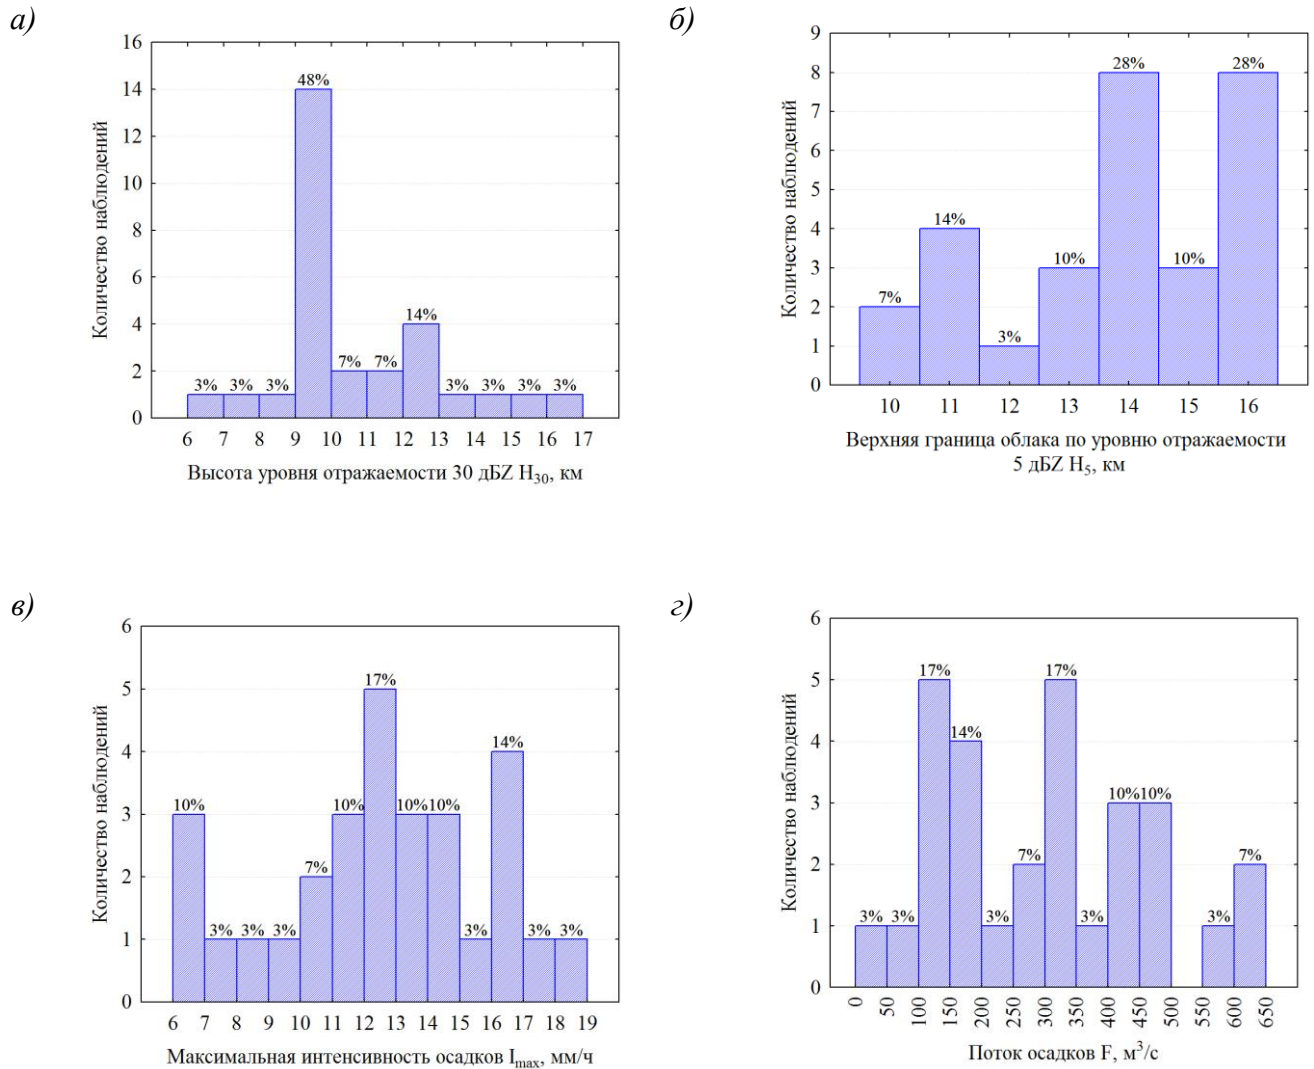 а)
16
14
12
10
8
6
4
2
0
Количество наблюдений
3% 3% 3% 48% 7% 7% 14% 3% 3% 3% 3%
6 7 8 9 10 11 12 13 14 15 16 17
Высота уровня отражаемости 30 дБZ H₃₀, км
б)
9
8
7
6
5
4
3
2
1
0
Количество наблюдений
7% 14% 3% 10% 28% 10% 28%
10 11 12 13 14 15 16
Верхняя граница облака по уровню отражаемости
5 дБZ H₅, км
в)
6
5
4
3
2
1
0
Количество наблюдений
10% 3% 3% 3% 7% 10% 17% 10% 10% 3% 14% 3% 3%
6 7 8 9 10 11 12 13 14 15 16 17 18 19
Максимальная интенсивность осадков Imax, мм/ч
г)
6
5
4
3
2
1
0
Количество наблюдений
3% 3% 17% 14% 3% 7% 17% 3% 10% 10% 3% 7%
0 50 100 150 200 250 300 350 400 450 500 550 600 650
Поток осадков F, м³/с